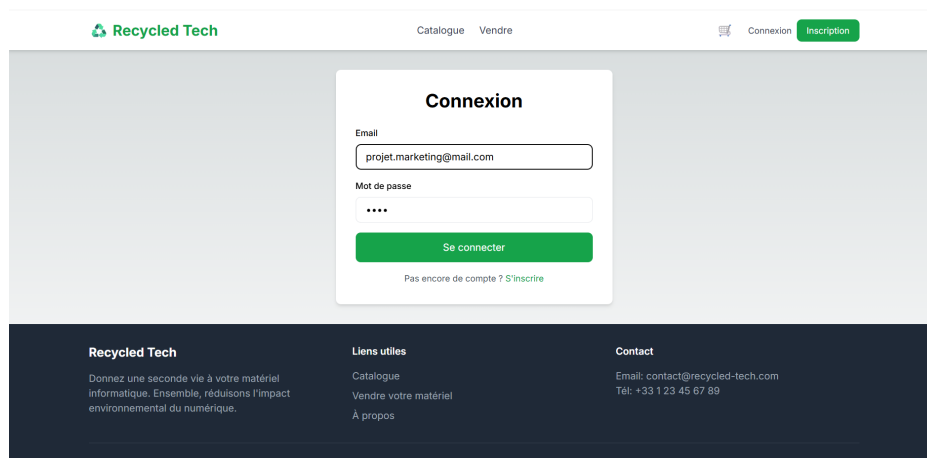 Recycled Tech
Catalogue Vendre
Connexion Inscription
Connexion
Email
projet.marketing@mail.com
Mot de passe
••••
Se connecter
Pas encore de compte ? S'inscrire
Recycled Tech
Donnez une seconde vie à votre matériel
informatique. Ensemble, réduisons l'impact
environnemental du numérique.
Liens utiles
Catalogue
Vendre votre matériel
À propos
Contact
Email: contact@recycled-tech.com
Tél: +33 1 23 45 67 89